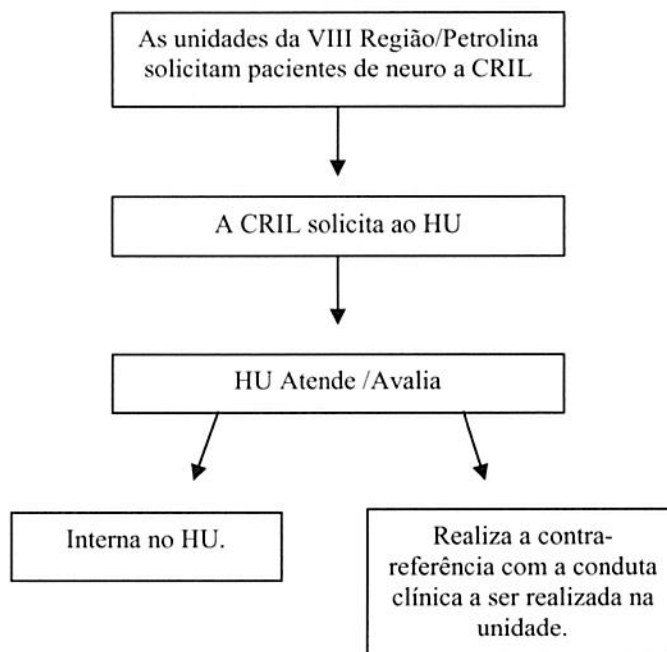 As unidades da VIII Região/Petrolina
solicitam pacientes de neuro a CRIL
A CRIL solicita ao HU
HU Atende /Avalia
Interna no HU.
Realiza a contra-
referência com a conduta
clínica a ser realizada na
unidade.